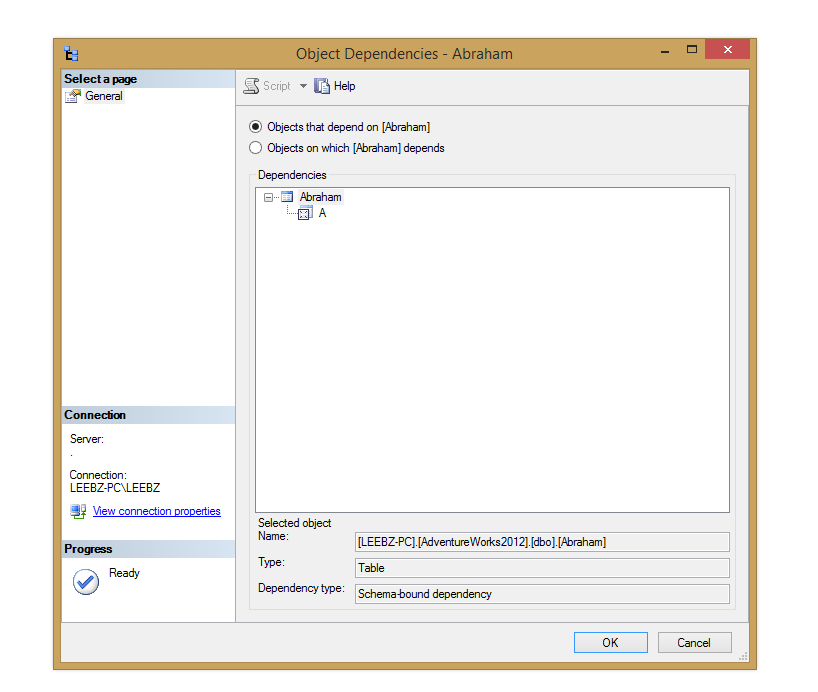 Object Dependencies - Abraham
Select a page
General
Script
Help
Objects that depend on [Abraham]
Objects on which [Abraham] depends
Dependencies
Abraham
A
Connection
Server:
.
Connection:
LEEBZ-PC\LEEBZ
View connection properties
Progress
Ready
Selected object
Name:
[LEEBZ-PC].[AdventureWorks2012].[dbo].[Abraham]
Type:
Table
Dependency type:
Schema-bound dependency
OK
Cancel